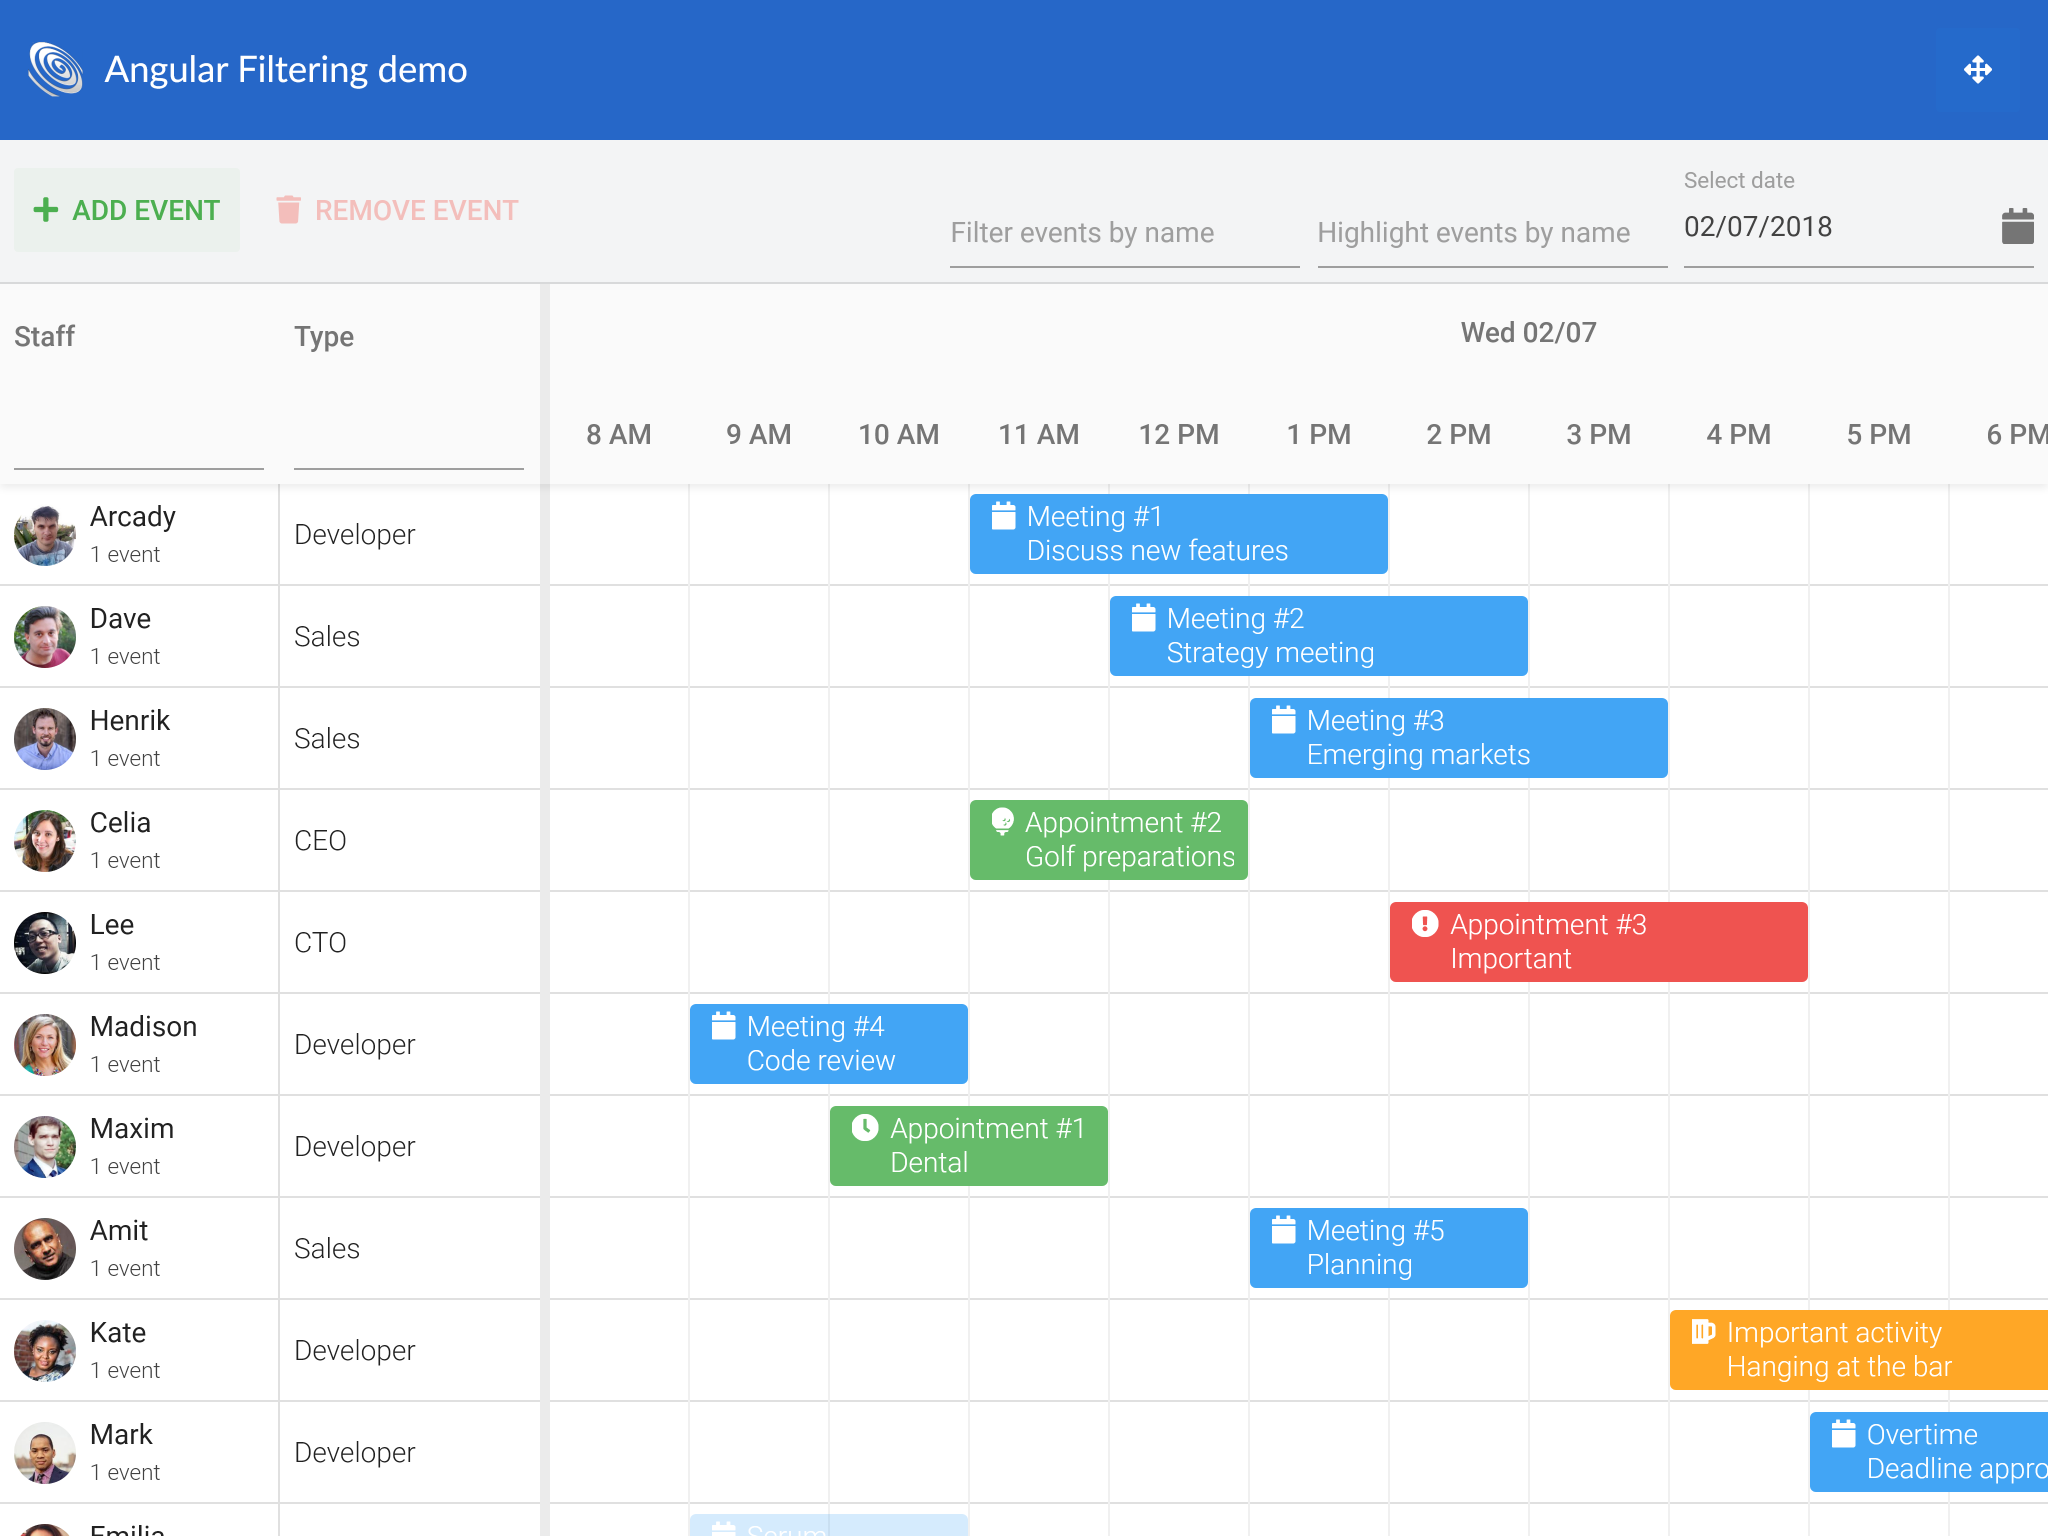 Angular Filtering demo
ADD EVENT
REMOVE EVENT
Filter events by name
Highlight events by name
Select date
02/07/2018
Staff
Type
Wed 02/07
8 AM
9 AM
10 AM
11 AM
12 PM
1 PM
2 PM
3 PM
4 PM
5 PM
6 PM
Arcady
1 event
Developer
Meeting #1
Discuss new features
Dave
1 event
Sales
Meeting #2
Strategy meeting
Henrik
1 event
Sales
Meeting #3
Emerging markets
Celia
1 event
CEO
Appointment #2
Golf preparations
Lee
1 event
CTO
Appointment #3
Important
Madison
1 event
Developer
Meeting #4
Code review
Maxim
1 event
Developer
Appointment #1
Dental
Amit
1 event
Sales
Meeting #5
Planning
Kate
1 event
Developer
Important activity
Hanging at the bar
Mark
1 event
Developer
Overtime
Deadline appro
Emilia
Scrum